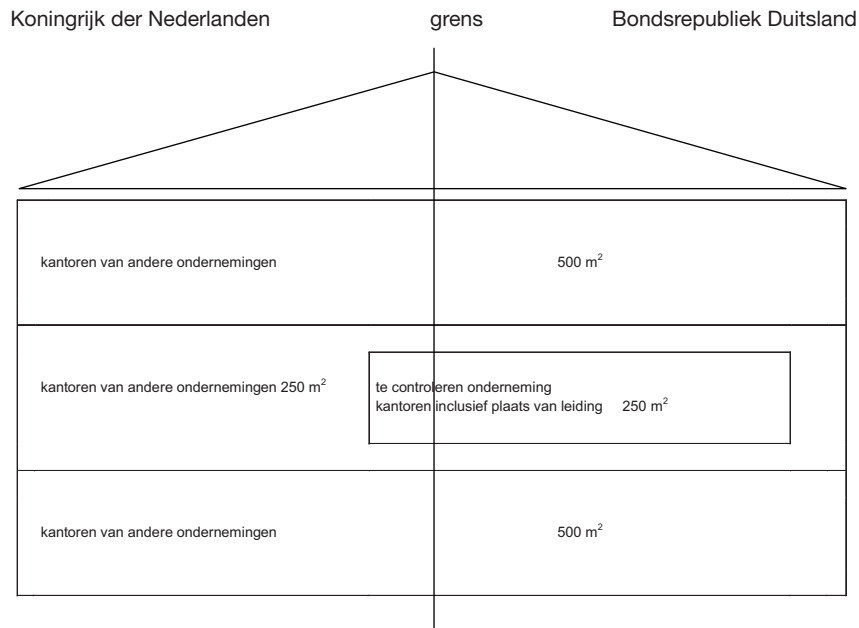 Koningrijk der Nederlanden grens Bondsrepubliek Duitsland
kantoren van andere ondernemingen 500 m²
kantoren van andere ondernemingen 250 m² te controleren onderneming
kantoren inclusief plaats van leiding 250 m²
kantoren van andere ondernemingen 500 m²